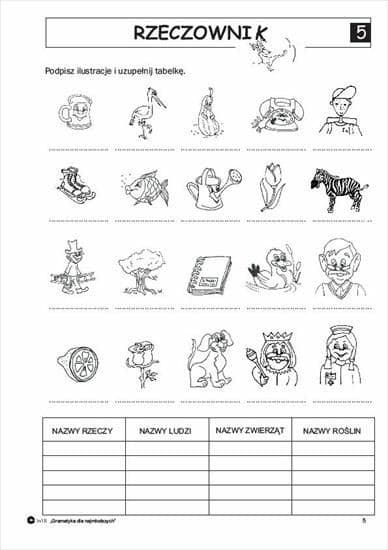 RZECZOWNIK
5
Podpisz ilustracje i uzupełnij tabelkę.
NAZWY RZECZY NAZWY LUDZI NAZWY ZWIERZĄT NAZWY ROŚLIN
„Gramatyka dla najmłodszych"
5